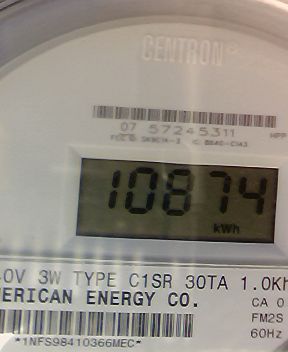 CENTRON®
07 57245311
10874
kWh
0V 3W TYPE C1SR 30TA 1.0Kh
ERICAN ENERGY CO.
CA 0
FM2S
60Hz
*1NFS98410366MEC*